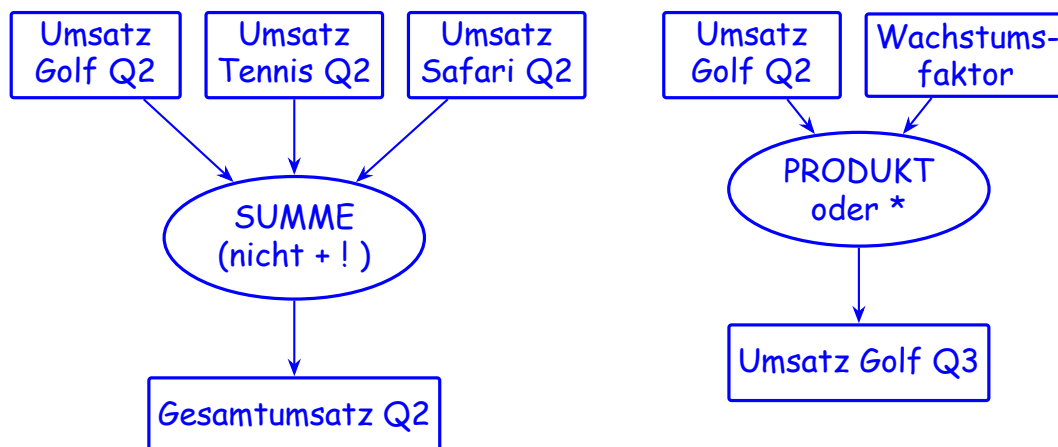 Umsatz
Golf Q2
Umsatz
Tennis Q2
Umsatz
Safari Q2
SUMME
(nicht + ! )
Gesamtumsatz Q2
Umsatz
Golf Q2
Wachstums-
faktor
PRODUKT
oder *
Umsatz Golf Q3